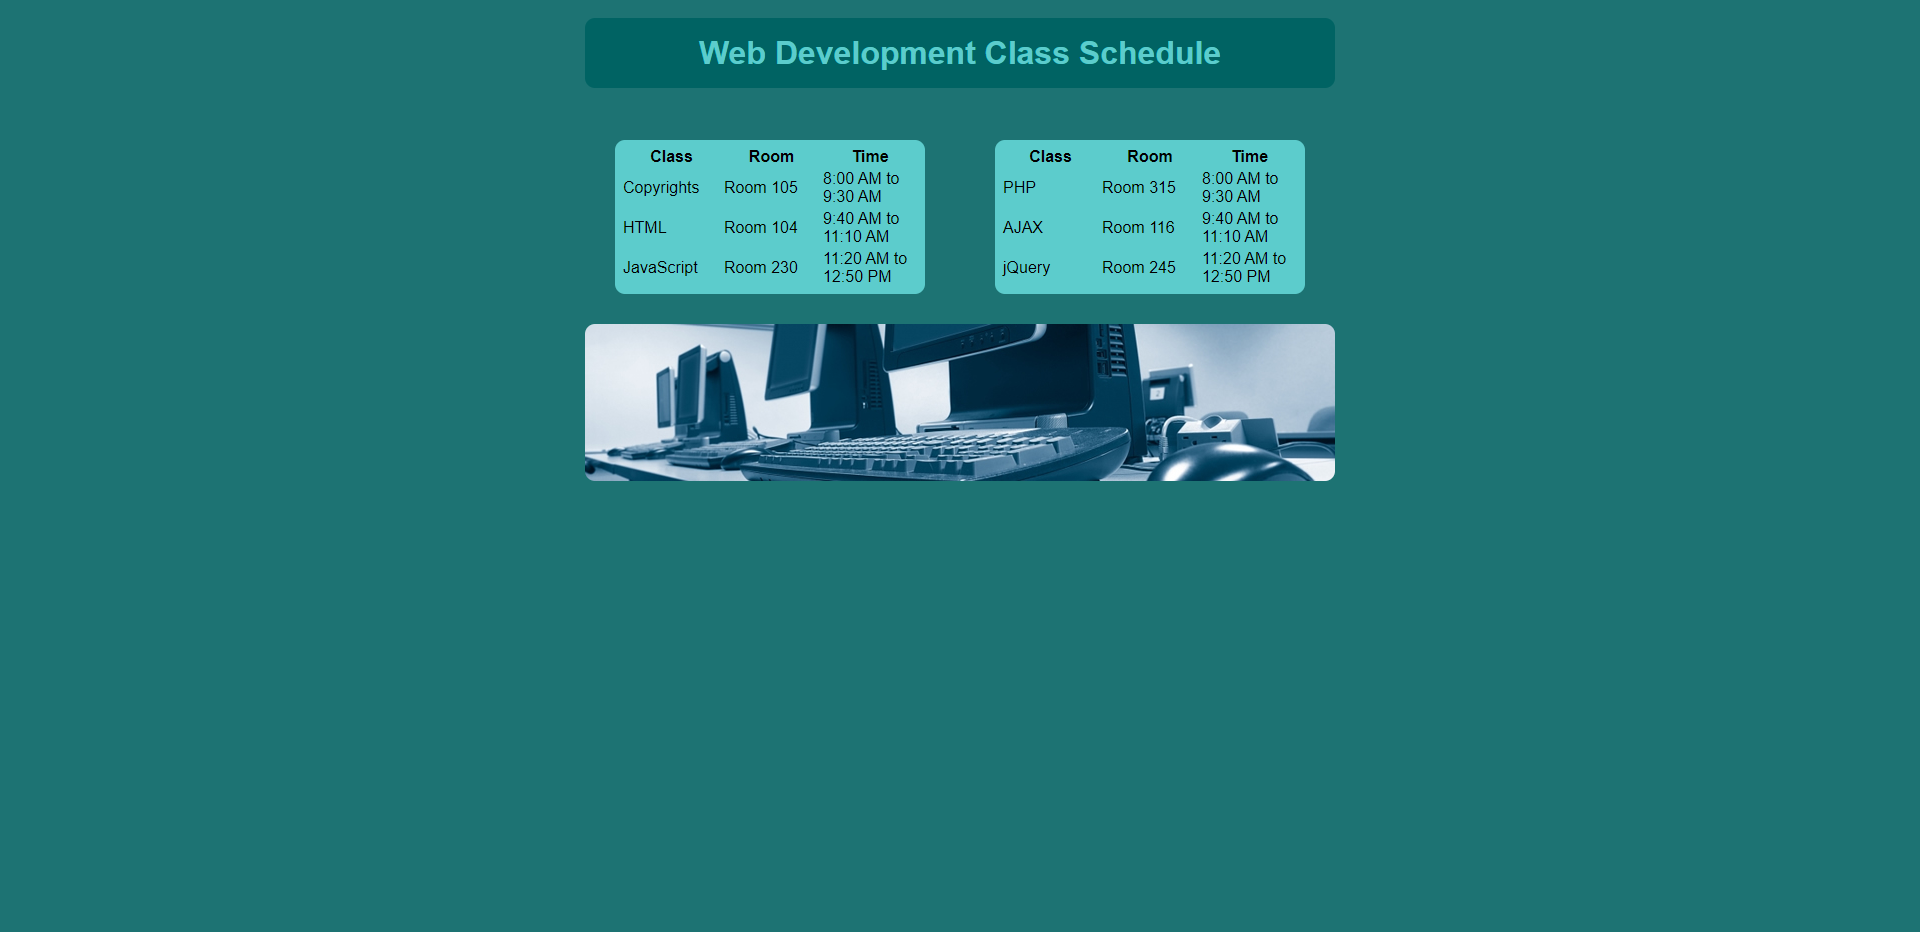 Web Development Class Schedule
Class Room Time
Copyrights Room 105 8:00 AM to
9:30 AM
HTML Room 104 9:40 AM to
11:10 AM
JavaScript Room 230 11:20 AM to
12:50 PM
Class Room Time
PHP Room 315 8:00 AM to
9:30 AM
AJAX Room 116 9:40 AM to
11:10 AM
jQuery Room 245 11:20 AM to
12:50 PM